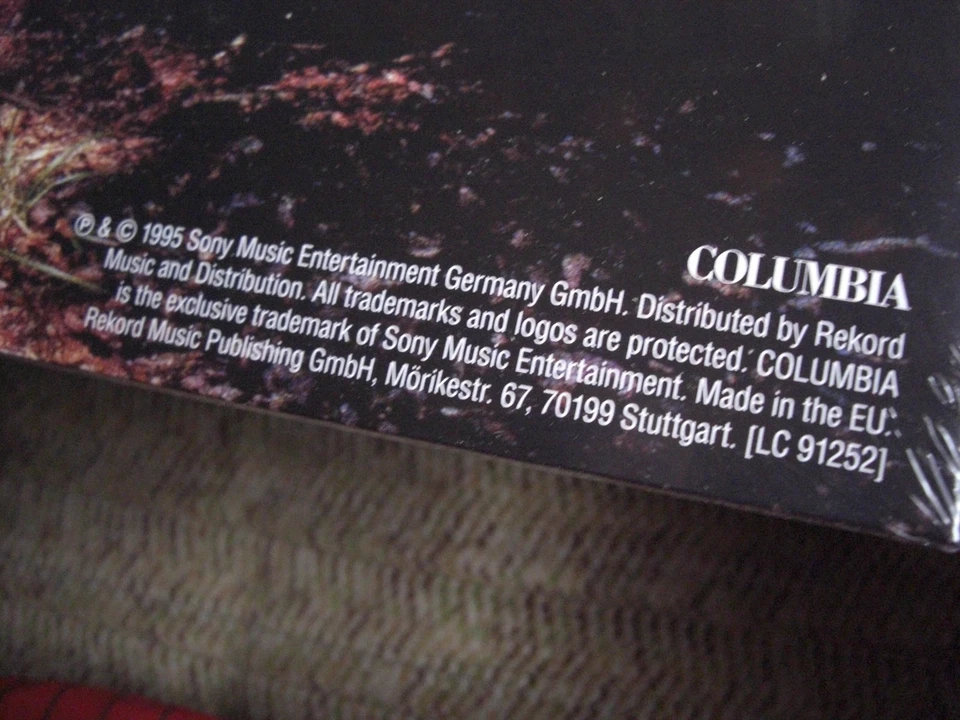 COLUMBIA
℗ & © 1995 Sony Music Entertainment Germany GmbH. Distributed by Rekord
Music and Distribution. All trademarks and logos are protected. COLUMBIA
is the exclusive trademark of Sony Music Entertainment. Made in the EU.
Rekord Music Publishing GmbH, Mörikestr. 67, 70199 Stuttgart. [LC 91252]